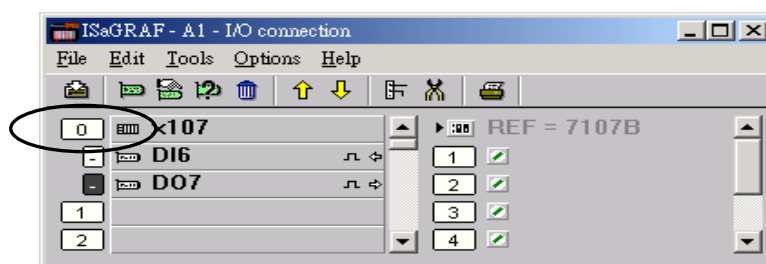 ISaGRAF - A1 - I/O connection
File Edit Tools Options Help
0 x107 REF = 7107B
- DI6 1
- DO7 2
1 3
2 4